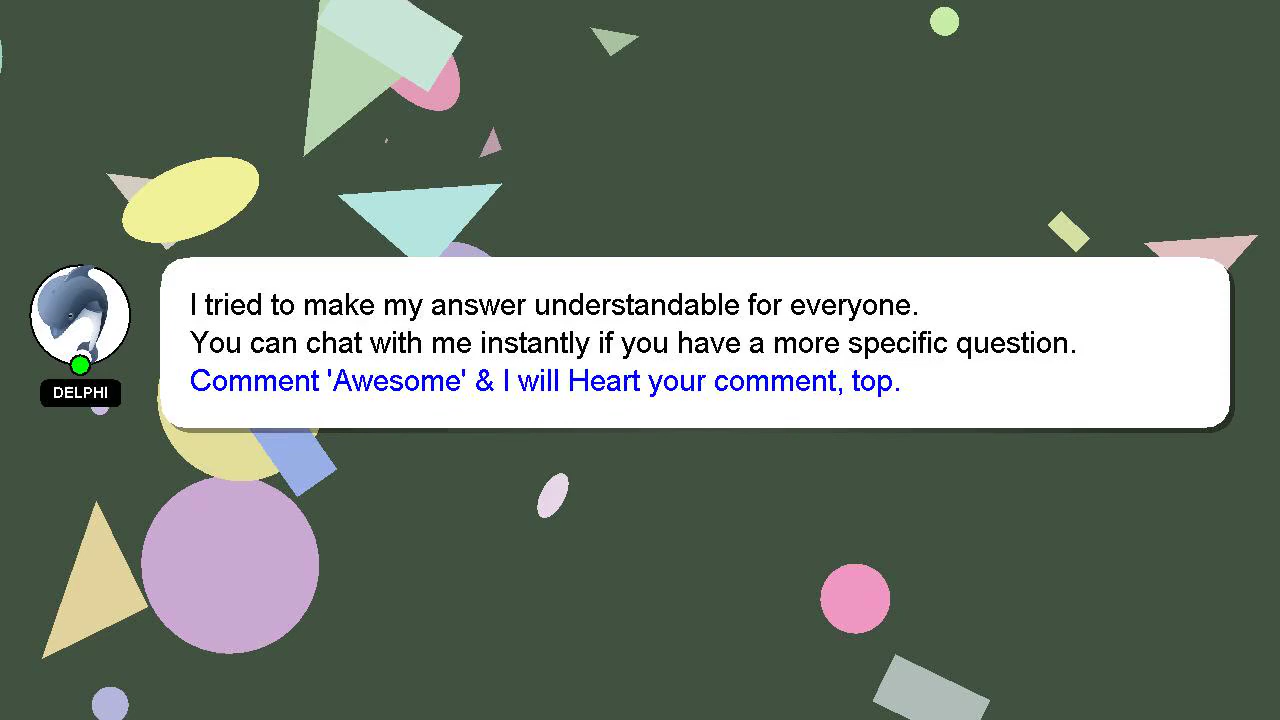 I tried to make my answer understandable for everyone.
You can chat with me instantly if you have a more specific question.
Comment 'Awesome' & I will Heart your comment, top.
DELPHI